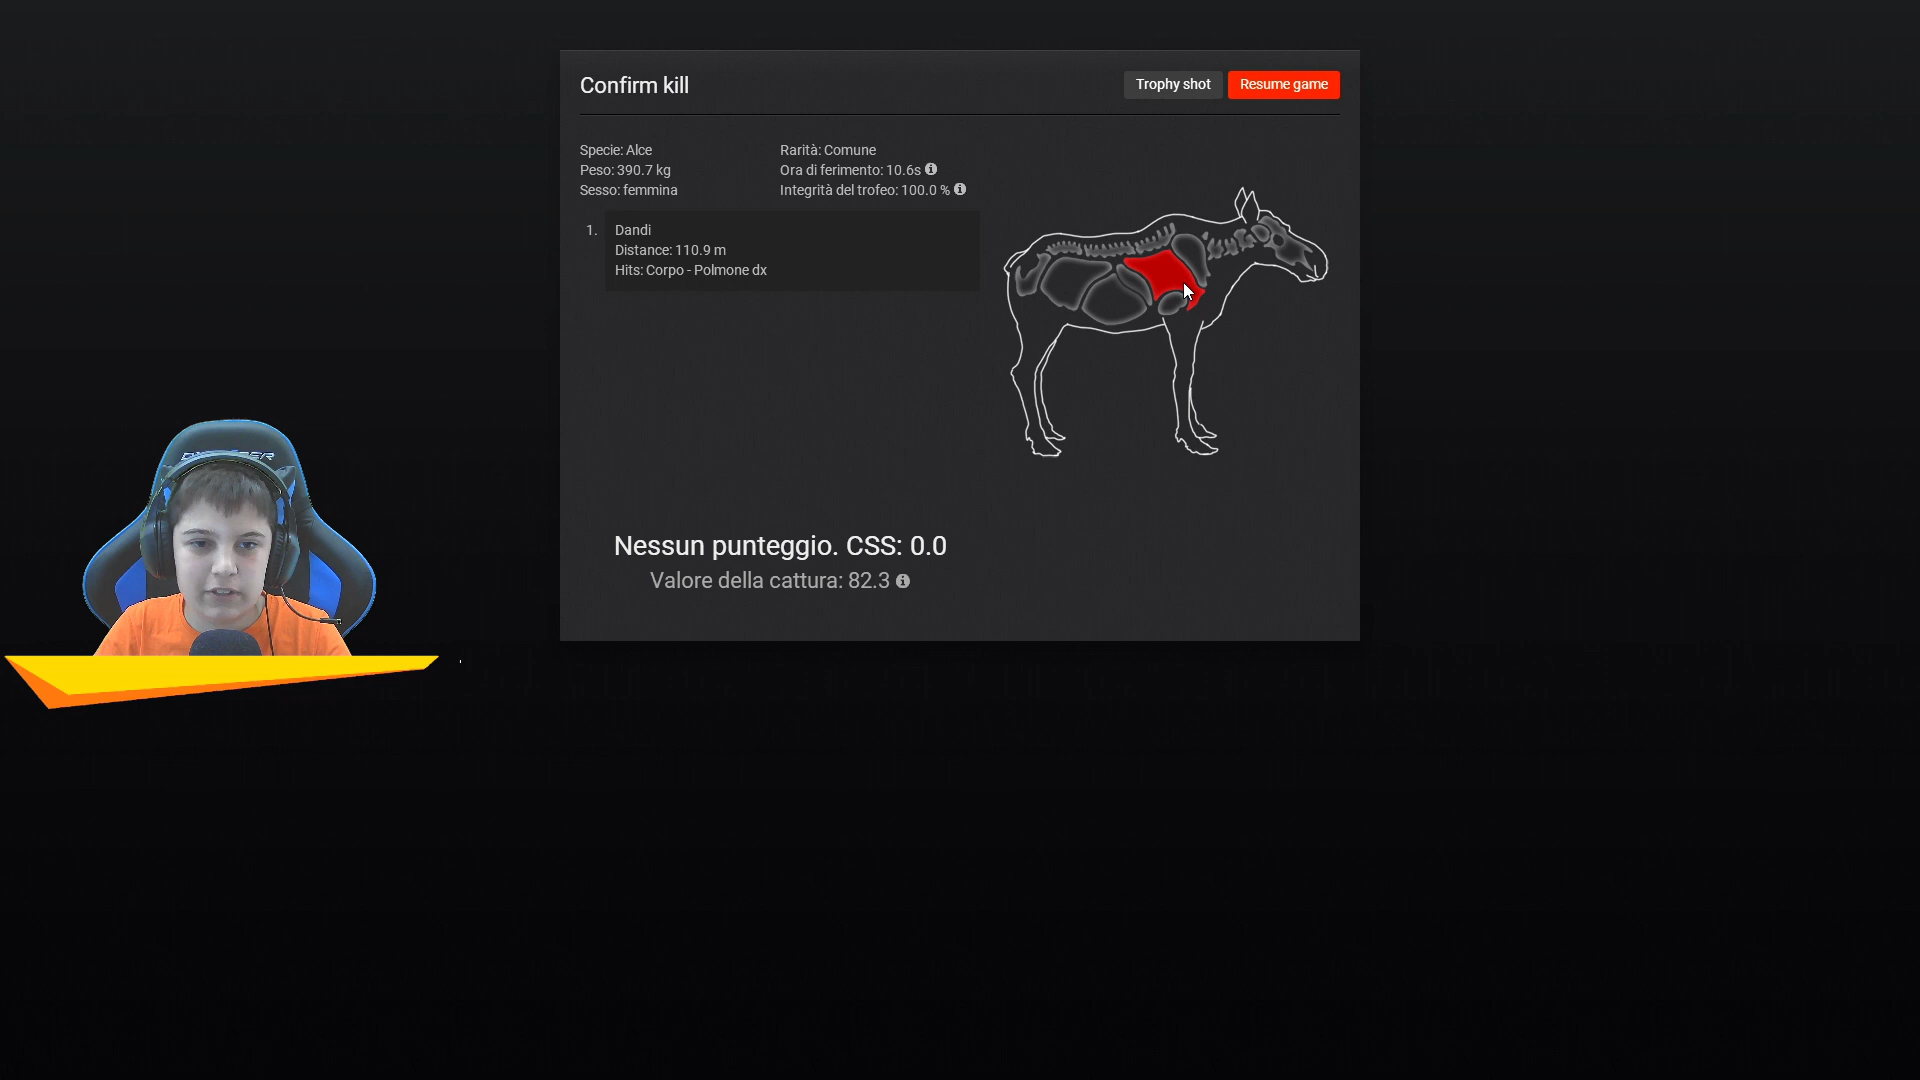 Confirm kill
Trophy shot
Resume game
Specie: Alce
Peso: 390.7 kg
Sesso: femmina
Rarità: Comune
Ora di ferimento: 10.6s
Integrità del trofeo: 100.0 %
1.
Dandi
Distance: 110.9 m
Hits: Corpo - Polmone dx
Nessun punteggio. CSS: 0.0
Valore della cattura: 82.3